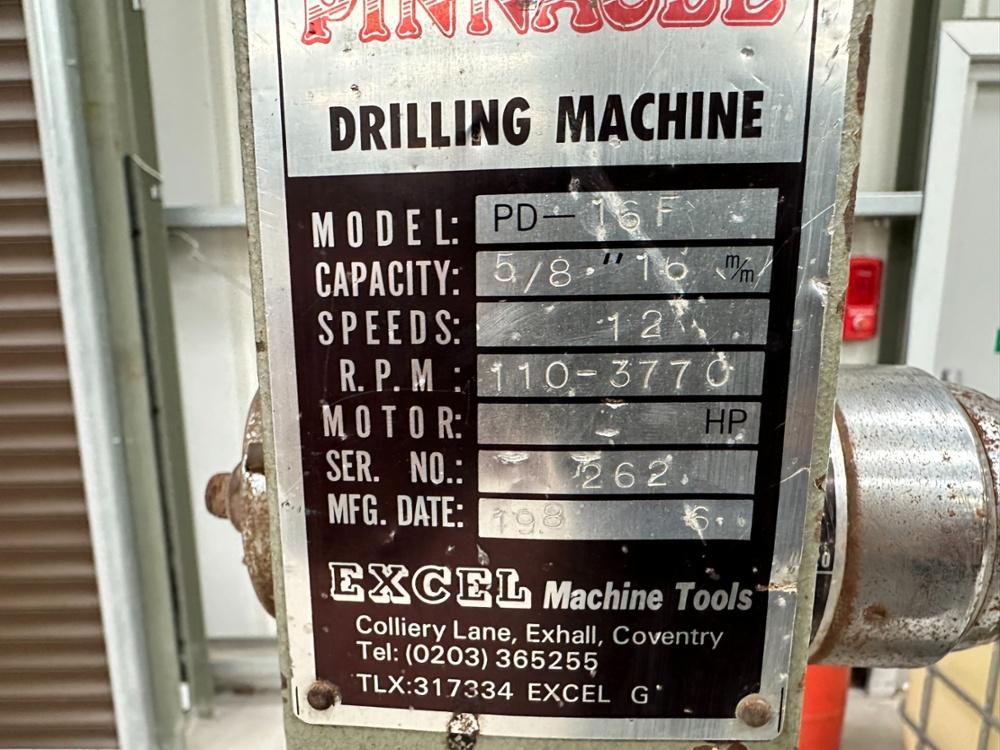 PINNACLE
DRILLING MACHINE
MODEL: PD-16F
CAPACITY: 5/8" 16 m/m
SPEEDS: 12
R.P.M: 110-3770
MOTOR: HP
SER. NO.: 262
MFG. DATE: 198 6
EXCEL Machine Tools
Colliery Lane, Exhall, Coventry
Tel: (0203) 365255
TLX:317334 EXCEL G